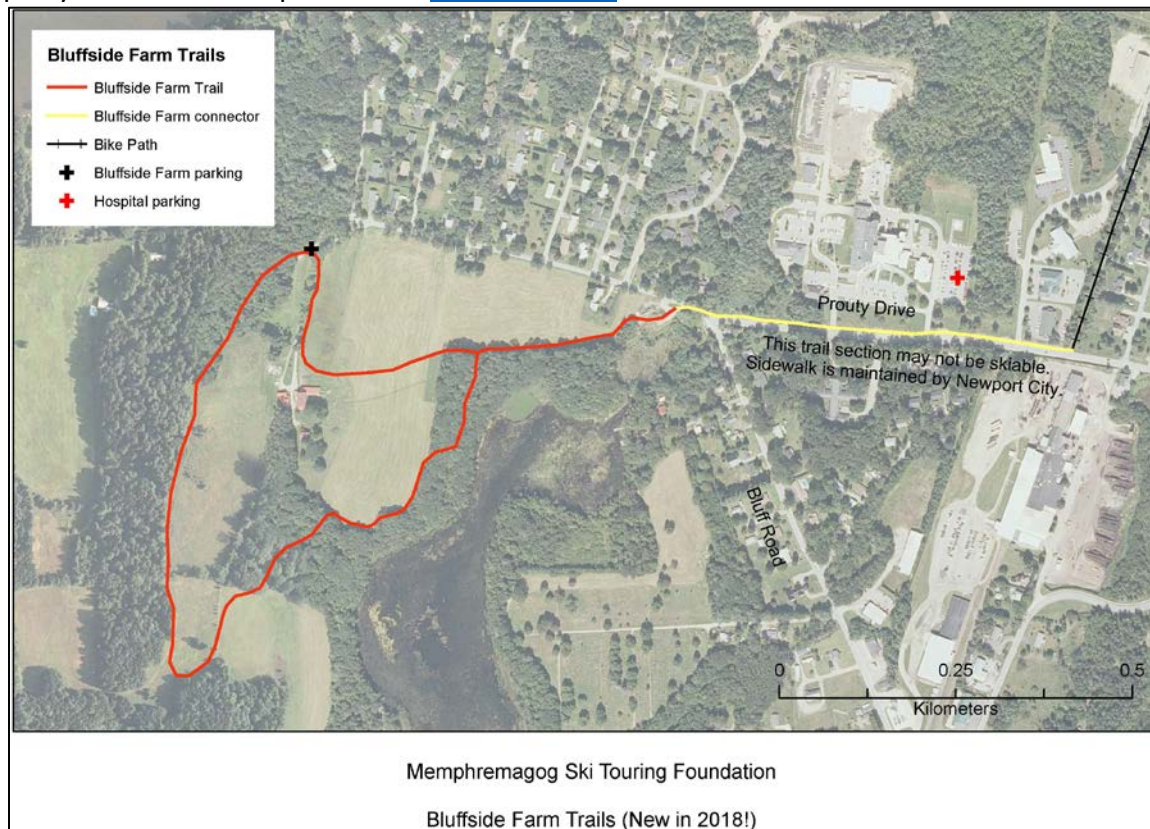 Bluffside Farm Trails
Bluffside Farm Trail
Bluffside Farm connector
Bike Path
Bluffside Farm parking
Hospital parking
Prouty Drive
This trail section may not be skiable.
Sidewalk is maintained by Newport City.
Bluff Road
0 0.25 0.5
Kilometers
Memphremagog Ski Touring Foundation
Bluffside Farm Trails (New in 2018!)